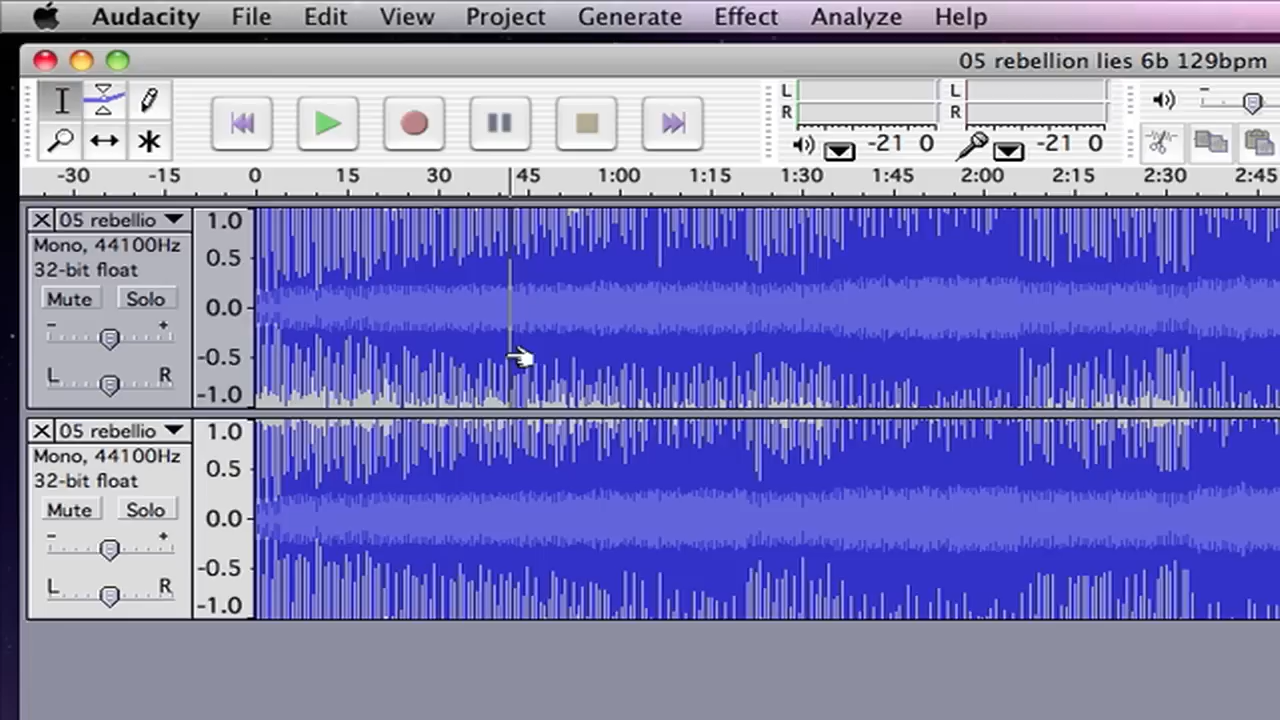 Audacity File Edit View Project Generate Effect Analyze Help
05 rebellion lies 6b 129bpm
L
R
-21 0
L
R
-21 0
-30 -15 0 15 30 45 1:00 1:15 1:30 1:45 2:00 2:15 2:30 2:45
X 05 rebellio
Mono, 44100Hz
32-bit float
Mute Solo
- +
L R
1.0
0.5
0.0
-0.5
-1.0
X 05 rebellio
Mono, 44100Hz
32-bit float
Mute Solo
- +
L R
1.0
0.5
0.0
-0.5
-1.0